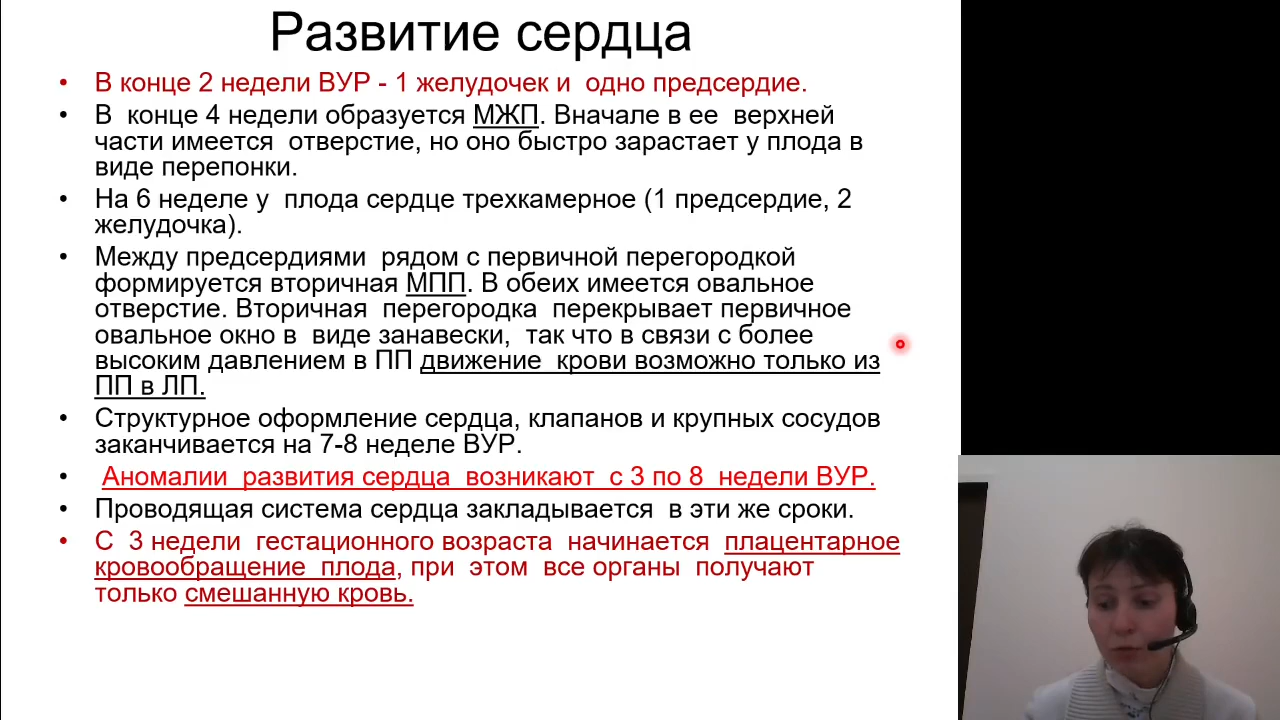 Развитие сердца
• В конце 2 недели ВУР - 1 желудочек и одно предсердие.
• В конце 4 недели образуется МЖП. Вначале в ее верхней
части имеется отверстие, но оно быстро зарастает у плода в
виде перепонки.
• На 6 неделе у плода сердце трехкамерное (1 предсердие, 2
желудочка).
• Между предсердиями рядом с первичной перегородкой
формируется вторичная МПП. В обеих имеется овальное
отверстие. Вторичная перегородка перекрывает первичное
овальное окно в виде занавески, так что в связи с более
высоким давлением в ПП движение крови возможно только из
ПП в ЛП.
• Структурное оформление сердца, клапанов и крупных сосудов
заканчивается на 7-8 неделе ВУР.
• Аномалии развития сердца возникают с 3 по 8 недели ВУР.
• Проводящая система сердца закладывается в эти же сроки.
• С 3 недели гестационного возраста начинается плацентарное
кровообращение плода, при этом все органы получают
только смешанную кровь.